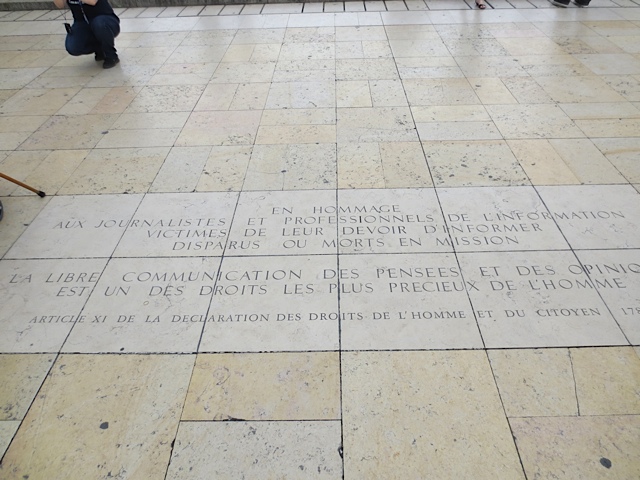 EN HOMMAGE
AUX JOURNALISTES ET PROFESSIONNELS DE L'INFORMATION
VICTIMES DE LEUR DEVOIR D'INFORMER
DISPARUS OU MORTS EN MISSION
LA LIBRE COMMUNICATION DES PENSEES ET DES OPINIO
EST UN DES DROITS LES PLUS PRECIEUX DE L'HOMME
ARTICLE XI DE LA DECLARATION DES DROITS DE L'HOMME ET DU CITOYEN 178